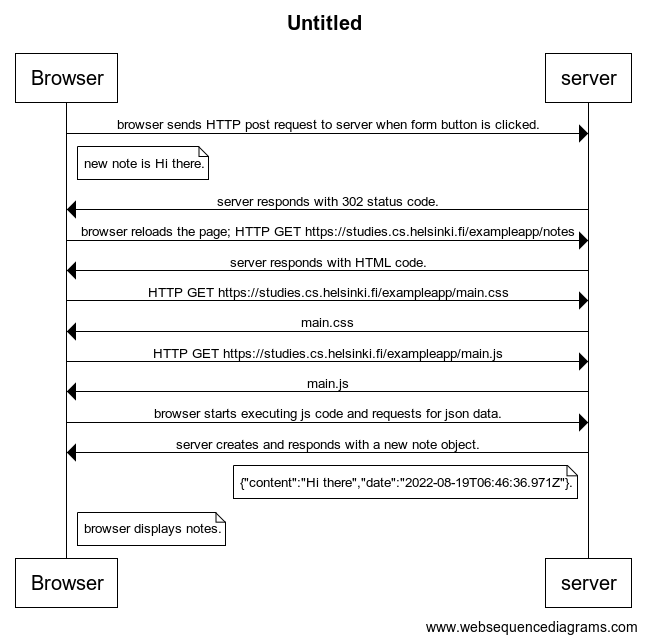 Untitled
Browser
server
browser sends HTTP post request to server when form button is clicked.
new note is Hi there.
server responds with 302 status code.
browser reloads the page; HTTP GET https://studies.cs.helsinki.fi/exampleapp/notes
server responds with HTML code.
HTTP GET https://studies.cs.helsinki.fi/exampleapp/main.css
main.css
HTTP GET https://studies.cs.helsinki.fi/exampleapp/main.js
main.js
browser starts executing js code and requests for json data.
server creates and responds with a new note object.
{"content":"Hi there","date":"2022-08-19T06:46:36.971Z"}.
browser displays notes.
Browser
server
www.websequencediagrams.com